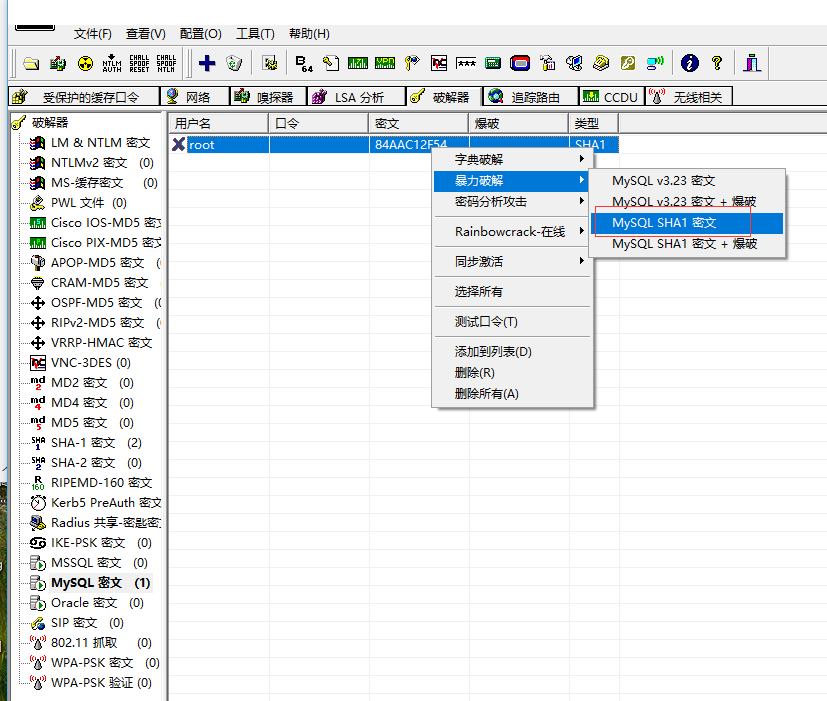 文件(F) 查看(V) 配置(O) 工具(T) 帮助(H)
NTLM AUTH CHALL SPOOF RESET CHALL SPOOF NTLM B 64
受保护的缓存口令 网络 嗅探器 LSA 分析 破解器 追踪路由 CCDU 无线相关
破解器
LM & NTLM 密文
NTLMv2 密文 (0)
MS-缓存密文 (0)
PWL 文件 (0)
Cisco IOS-MD5 密文
Cisco PIX-MD5 密文
APOP-MD5 密文
CRAM-MD5 密文
OSPF-MD5 密文
RIPv2-MD5 密文
VRRP-HMAC 密文
VNC-3DES (0)
MD2 密文 (0)
MD4 密文 (0)
MD5 密文 (0)
SHA-1 密文 (2)
SHA-2 密文 (0)
RIPEMD-160 密文
Kerb5 PreAuth 密文
Radius 共享-密匙密
IKE-PSK 密文 (0)
MSSQL 密文 (0)
MySQL 密文 (1)
Oracle 密文 (0)
SIP 密文 (0)
802.11 抓取 (0)
WPA-PSK 密文 (0)
WPA-PSK 验证 (0)
用户名 口令 密文 爆破 类型
root 84AAC12F54 SHA1
字典破解
暴力破解
密码分析攻击
Rainbowcrack-在线
同步激活
选择所有
测试口令(T)
添加到列表(D)
删除(R)
删除所有(A)
MySQL v3.23 密文
MySQL v3.23 密文 + 爆破
MySQL SHA1 密文
MySQL SHA1 密文 + 爆破